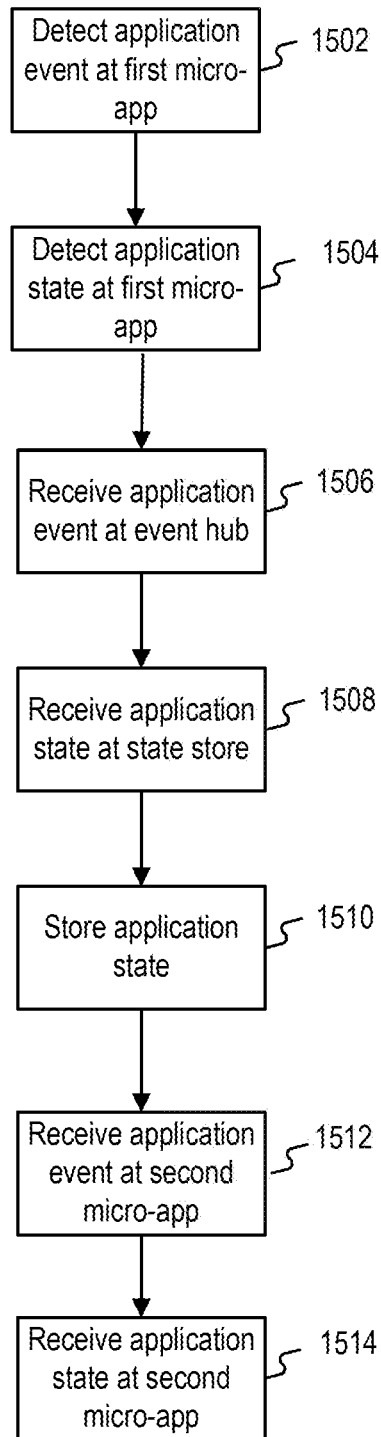 Detect application
event at first micro-
app
1502
Detect application
state at first micro-
app
1504
Receive application
event at event hub
1506
Receive application
state at state store
1508
Store application
state
1510
Receive application
event at second
micro-app
1512
Receive application
state at second
micro-app
1514